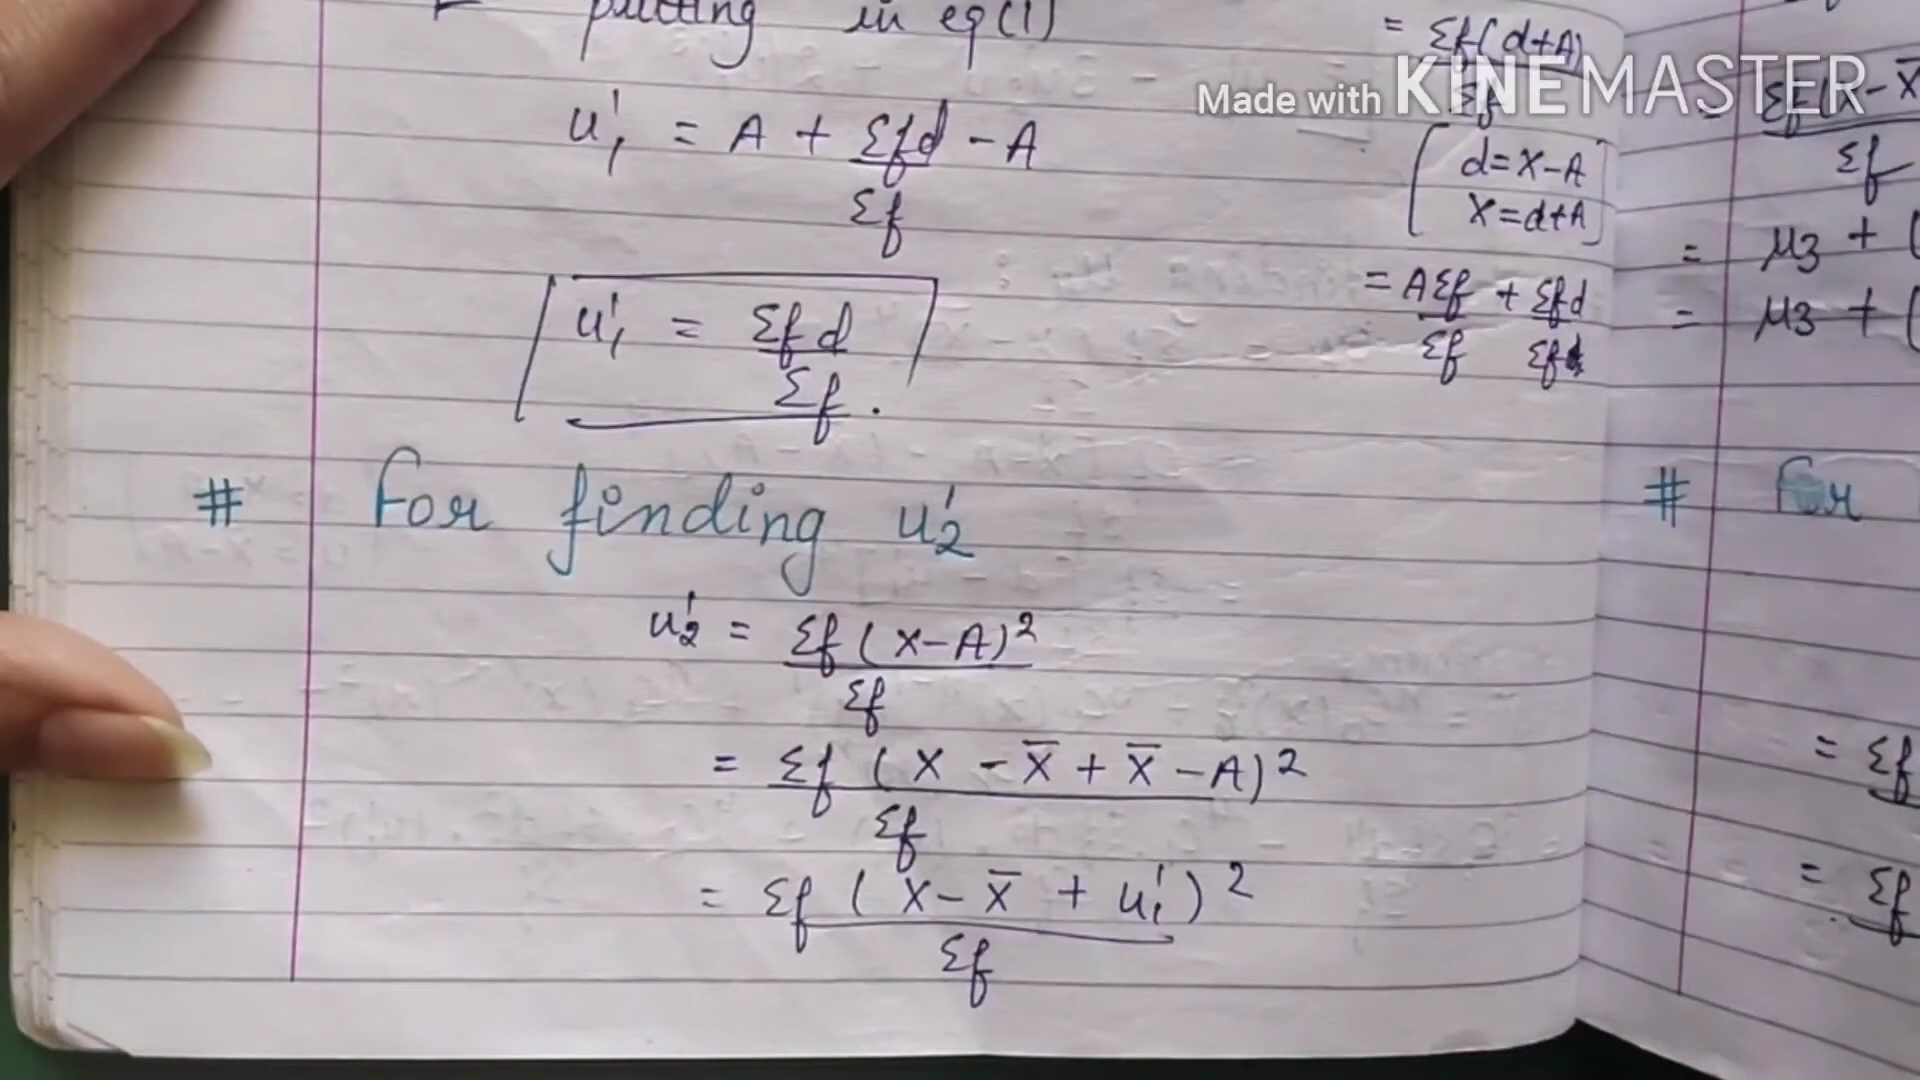 putting in eq(1)
u'₁ = A + Σfd - A
Σf
u'₁ = Σfd
Σf.
= Σf(d+A)
Σf
d=X-A
X=d+A
= AΣf + Σfd
Σf Σf
# For finding u'₂
u'₂ = Σf(X-A)²
Σf
= Σf (X - X̅ + X̅ - A)²
Σf
= Σf (X - X̅ + u'₁)²
Σf
Σf(X-X̅
Σf
= μ₃ + (
= μ₃ + (
# For
= Σf
= Σf
Made with KINEMASTER